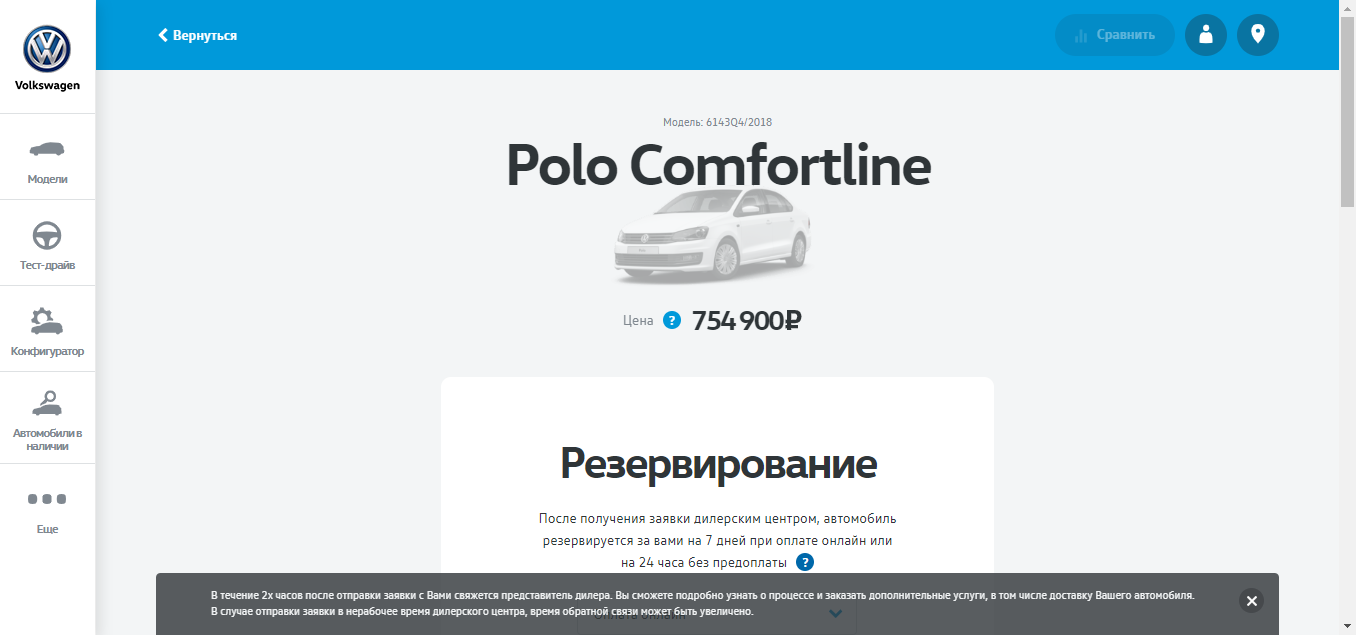 Volkswagen
Модели
Тест-драйв
Конфигуратор
Автомобили в
наличии
Еще
Вернуться
Сравнить
Модель: 6143Q4/2018
Polo Comfortline
Цена ? 754 900₽
Резервирование
После получения заявки дилерским центром, автомобиль
резервируется за вами на 7 дней при оплате онлайн или
на 24 часа без предоплаты ?
В течение 2х часов после отправки заявки с Вами свяжется представитель дилера. Вы сможете подробно узнать о процессе и заказать дополнительные услуги, в том числе доставку Вашего автомобиля.
В случае отправки заявки в нерабочее время дилерского центра, время обратной связи может быть увеличено.
Оплата онлайн